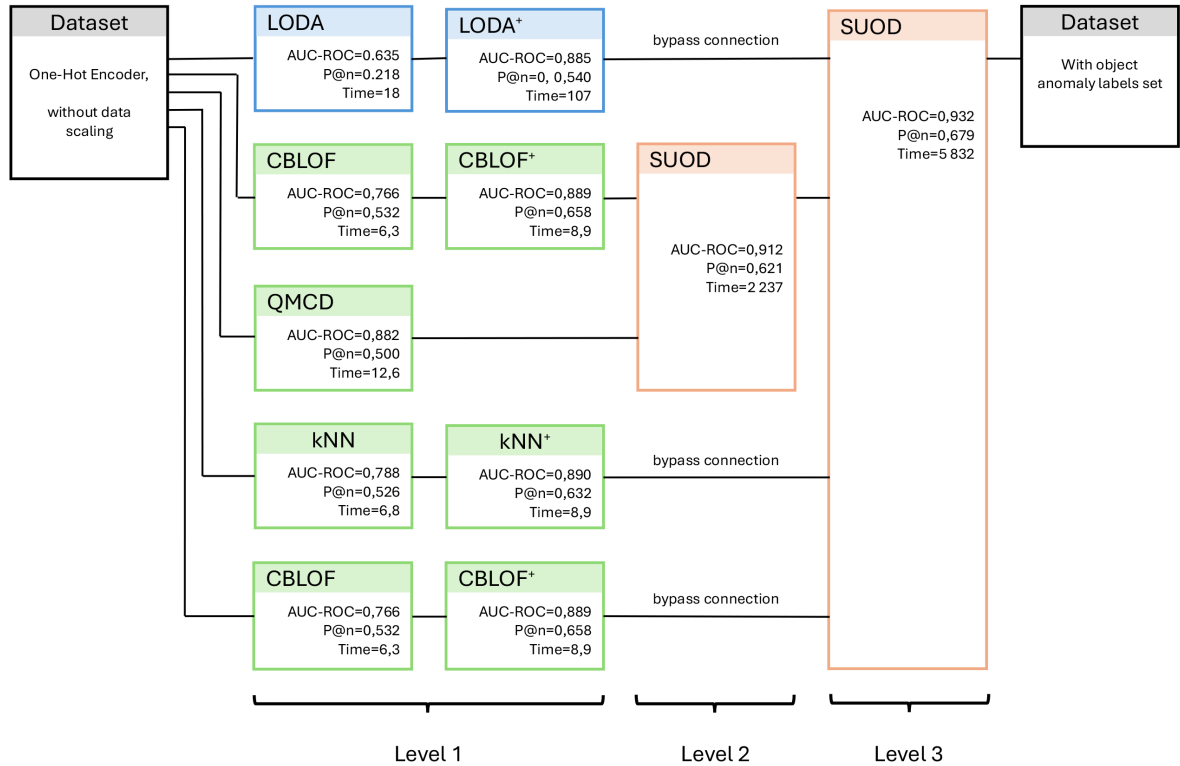 Dataset
One-Hot Encoder,
without data
scaling
LODA
AUC-ROC=0.635
P@n=0.218
Time=18
LODA+
AUC-ROC=0,885
P@n=0, 0,540
Time=107
bypass connection
CBLOF
AUC-ROC=0,766
P@n=0,532
Time=6,3
CBLOF+
AUC-ROC=0,889
P@n=0,658
Time=8,9
SUOD
AUC-ROC=0,912
P@n=0,621
Time=2 237
QMCD
AUC-ROC=0,882
P@n=0,500
Time=12,6
kNN
AUC-ROC=0,788
P@n=0,526
Time=6,8
kNN+
AUC-ROC=0,890
P@n=0,632
Time=8,9
bypass connection
CBLOF
AUC-ROC=0,766
P@n=0,532
Time=6,3
CBLOF+
AUC-ROC=0,889
P@n=0,658
Time=8,9
bypass connection
SUOD
AUC-ROC=0,932
P@n=0,679
Time=5 832
Dataset
With object
anomaly labels set
Level 1
Level 2
Level 3